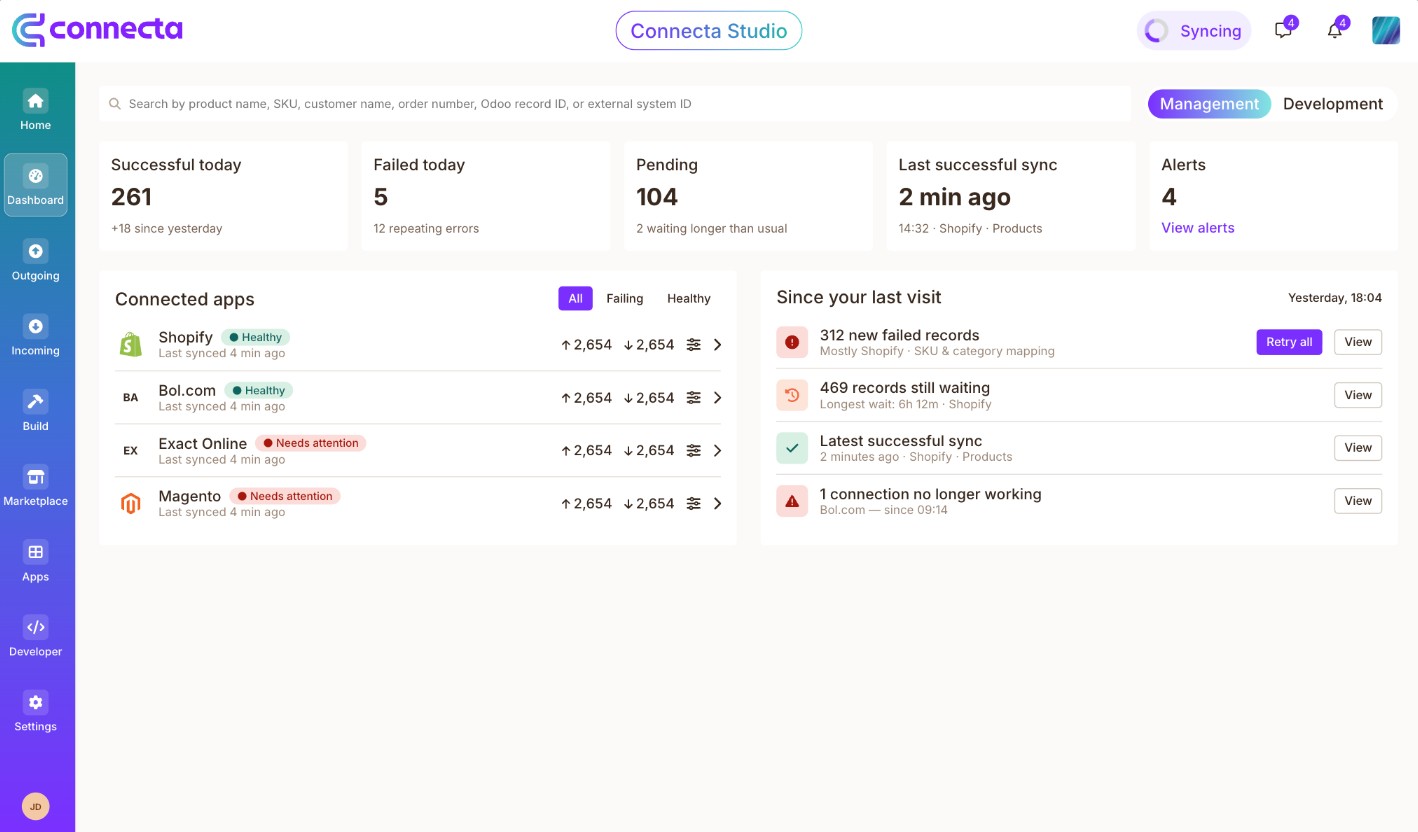 connecta
Connecta Studio
Syncing
4
4
Home
Dashboard
Outgoing
Incoming
Build
Marketplace
Apps
Developer
Settings
JD
Search by product name, SKU, customer name, order number, Odoo record ID, or external system ID
Management Development
Successful today
261
+18 since yesterday
Failed today
5
12 repeating errors
Pending
104
2 waiting longer than usual
Last successful sync
2 min ago
14:32 · Shopify · Products
Alerts
4
View alerts
Connected apps
All Failing Healthy
Shopify Healthy
Last synced 4 min ago
↑ 2,654 ↓ 2,654
BA
Bol.com Healthy
Last synced 4 min ago
↑ 2,654 ↓ 2,654
EX
Exact Online Needs attention
Last synced 4 min ago
↑ 2,654 ↓ 2,654
Magento Needs attention
Last synced 4 min ago
↑ 2,654 ↓ 2,654
Since your last visit
Yesterday, 18:04
312 new failed records
Mostly Shopify · SKU & category mapping
Retry all View
469 records still waiting
Longest wait: 6h 12m · Shopify
View
Latest successful sync
2 minutes ago · Shopify · Products
View
1 connection no longer working
Bol.com — since 09:14
View